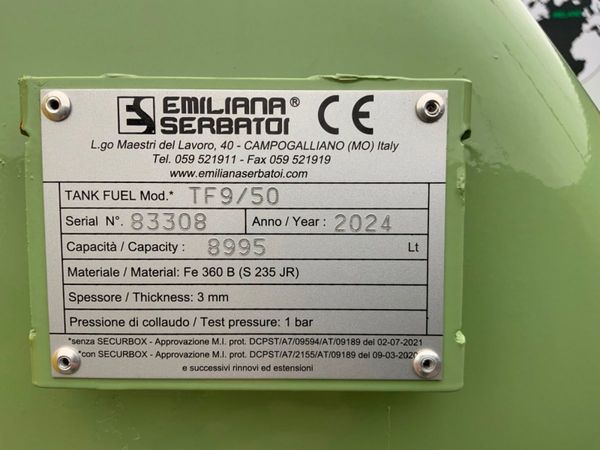 EMILIANA®
SERBATOI
CE
L.go Maestri del Lavoro, 40 - CAMPOGALLIANO (MO) Italy
Tel. 059 521911 - Fax 059 521919
www.emilianaserbatoi.com
TANK FUEL Mod.* TF9/50
Serial N°. 83308 Anno / Year : 2024
Capacità / Capacity : 8995 Lt
Materiale / Material: Fe 360 B (S 235 JR)
Spessore / Thickness: 3 mm
Pressione di collaudo / Test pressure: 1 bar
*senza SECURBOX - Approvazione M.I. prot. DCPST/A7/09594/AT/09189 del 02-07-2021
*con SECURBOX - Approvazione M.I. prot. DCPST/A7/2155/AT/09189 del 09-03-2020
e successivi rinnovi ed estensioni